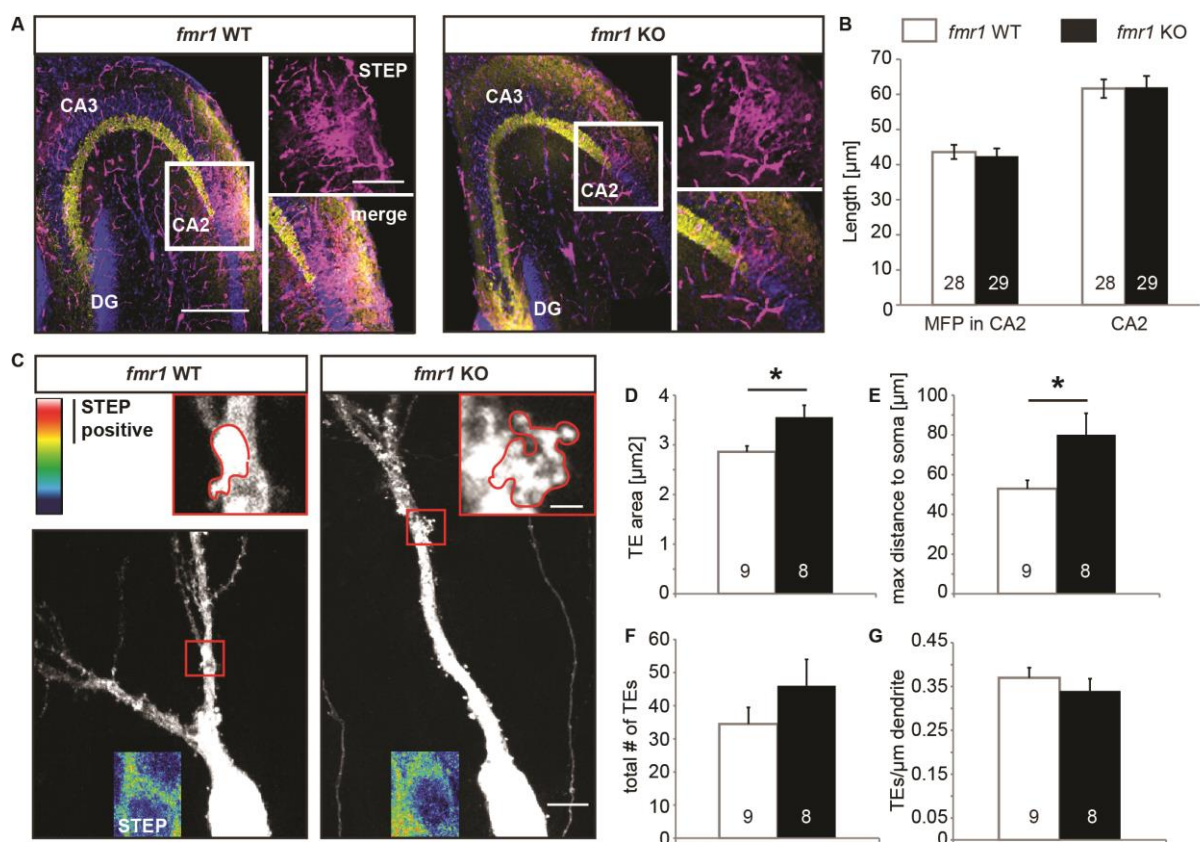 A
fmr1 WT
CA3
CA2
DG
STEP
merge
fmr1 KO
CA3
CA2
DG
B
fmr1 WT
fmr1 KO
Length [µm]
70
60
50
40
30
20
10
0
28
29
28
29
MFP in CA2
CA2
C
fmr1 WT
STEP
positive
STEP
fmr1 KO
D
*
TE area [µm2]
4
3
2
1
0
9
8
E
*
max distance to soma [µm]
100
80
60
40
20
0
9
8
F
total # of TEs
60
50
40
30
20
10
0
9
8
G
TEs/µm dendrite
0.45
0.35
0.25
0.15
0.05
0
9
8